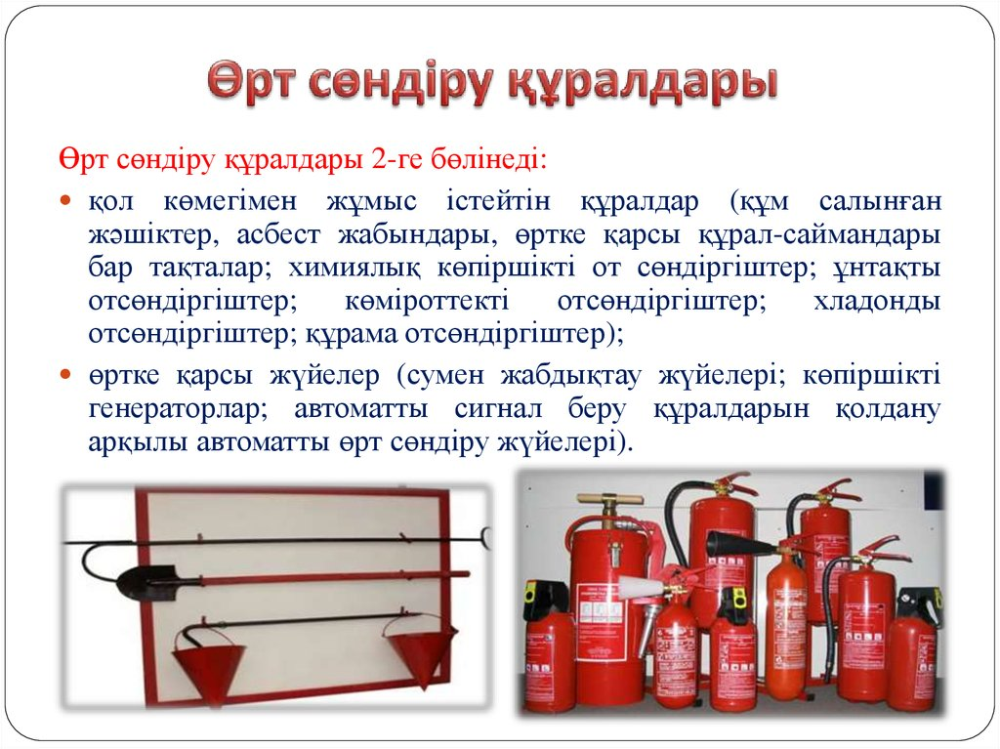 Өрт сөндіру құралдары
Өрт сөндіру құралдары 2-ге бөлінеді:
қол көмегімен жұмыс істейтін құралдар (құм салынған
жәшіктер, асбест жабындары, өртке қарсы құрал-саймандары
бар тақталар; химиялық көпіршікті от сөндіргіштер; ұнтақты
отсөндіргіштер; көміроттекті отсөндіргіштер; хладонды
отсөндіргіштер; құрама отсөндіргіштер);
өртке қарсы жүйелер (сумен жабдықтау жүйелері; көпіршікті
генераторлар; автоматты сигнал беру құралдарын қолдану
арқылы автоматты өрт сөндіру жүйелері).